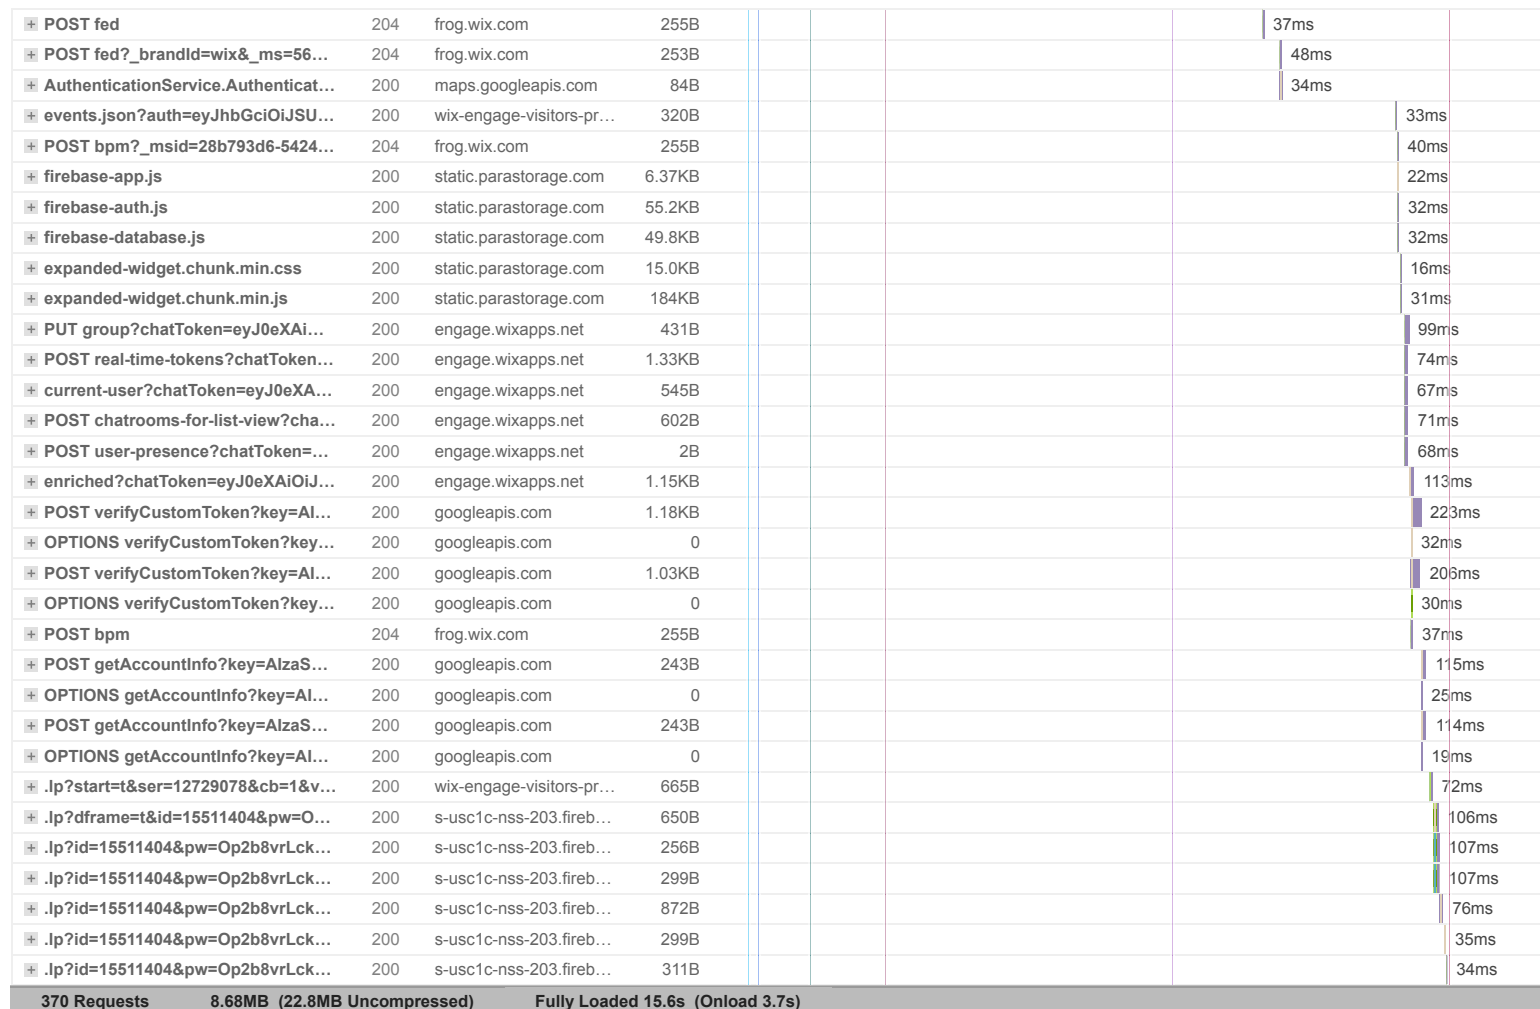 POST fed 204 frog.wix.com 255B 37ms
POST fed?_brandId=wix&_ms=56... 204 frog.wix.com 253B 48ms
AuthenticationService.Authenticat... 200 maps.googleapis.com 84B 34ms
events.json?auth=eyJhbGciOiJSU... 200 wix-engage-visitors-pr... 320B 33ms
POST bpm?_msid=28b793d6-5424... 204 frog.wix.com 255B 40ms
firebase-app.js 200 static.parastorage.com 6.37KB 22ms
firebase-auth.js 200 static.parastorage.com 55.2KB 32ms
firebase-database.js 200 static.parastorage.com 49.8KB 32ms
expanded-widget.chunk.min.css 200 static.parastorage.com 15.0KB 16ms
expanded-widget.chunk.min.js 200 static.parastorage.com 184KB 31ms
PUT group?chatToken=eyJ0eXAi... 200 engage.wixapps.net 431B 99ms
POST real-time-tokens?chatToken... 200 engage.wixapps.net 1.33KB 74ms
current-user?chatToken=eyJ0eXA... 200 engage.wixapps.net 545B 67ms
POST chatrooms-for-list-view?cha... 200 engage.wixapps.net 602B 71ms
POST user-presence?chatToken=... 200 engage.wixapps.net 2B 68ms
enriched?chatToken=eyJ0eXAiOiJ... 200 engage.wixapps.net 1.15KB 113ms
POST verifyCustomToken?key=AI... 200 googleapis.com 1.18KB 223ms
OPTIONS verifyCustomToken?key... 200 googleapis.com 0 32ms
POST verifyCustomToken?key=AI... 200 googleapis.com 1.03KB 206ms
OPTIONS verifyCustomToken?key... 200 googleapis.com 0 30ms
POST bpm 204 frog.wix.com 255B 37ms
POST getAccountInfo?key=AIzaS... 200 googleapis.com 243B 115ms
OPTIONS getAccountInfo?key=AI... 200 googleapis.com 0 25ms
POST getAccountInfo?key=AIzaS... 200 googleapis.com 243B 114ms
OPTIONS getAccountInfo?key=AI... 200 googleapis.com 0 19ms
.lp?start=t&ser=12729078&cb=1&v... 200 wix-engage-visitors-pr... 665B 72ms
.lp?dframe=t&id=15511404&pw=O... 200 s-usc1c-nss-203.fireb... 650B 106ms
.lp?id=15511404&pw=Op2b8vrLck... 200 s-usc1c-nss-203.fireb... 256B 107ms
.lp?id=15511404&pw=Op2b8vrLck... 200 s-usc1c-nss-203.fireb... 299B 107ms
.lp?id=15511404&pw=Op2b8vrLck... 200 s-usc1c-nss-203.fireb... 872B 76ms
.lp?id=15511404&pw=Op2b8vrLck... 200 s-usc1c-nss-203.fireb... 299B 35ms
.lp?id=15511404&pw=Op2b8vrLck... 200 s-usc1c-nss-203.fireb... 311B 34ms
370 Requests 8.68MB (22.8MB Uncompressed) Fully Loaded 15.6s (Onload 3.7s)